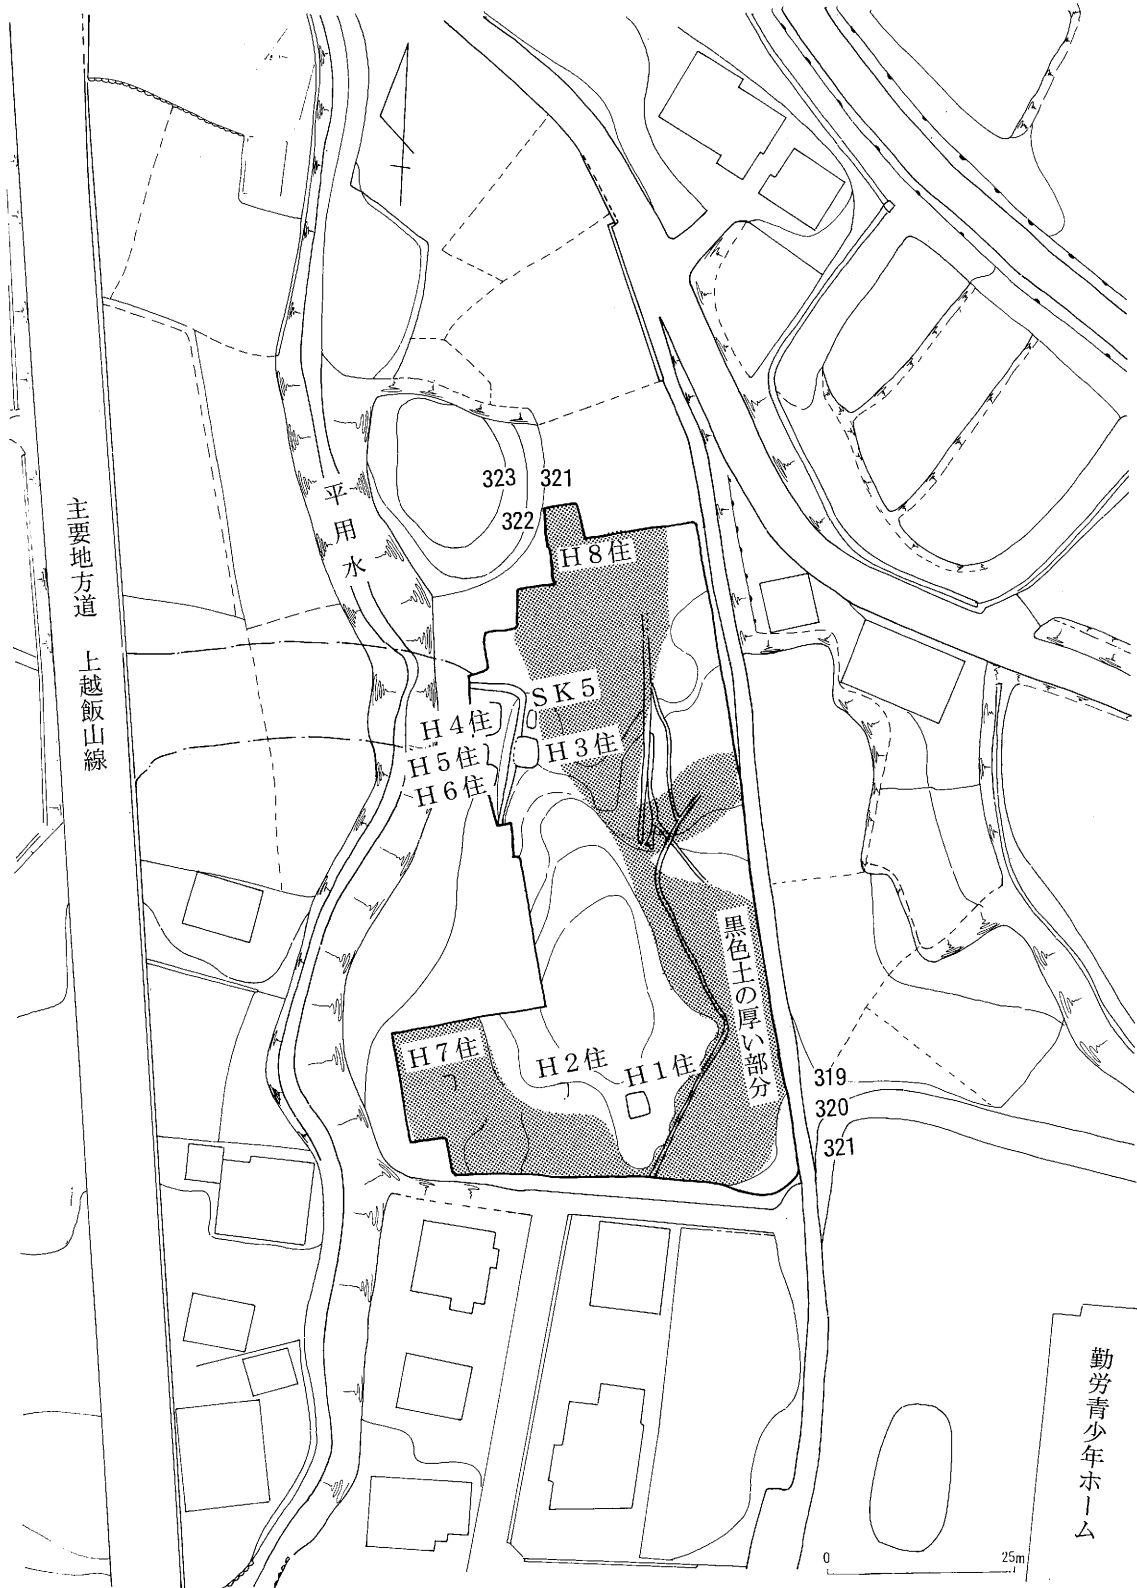 323
321
322
平用水
H8住
主要地方道 上越飯山線
SK5
H4住
H3住
H5住
H6住
黒色土の厚い部分
H7住
H2住
H1住
319
320
321
勤労青少年ホーム
0
25m